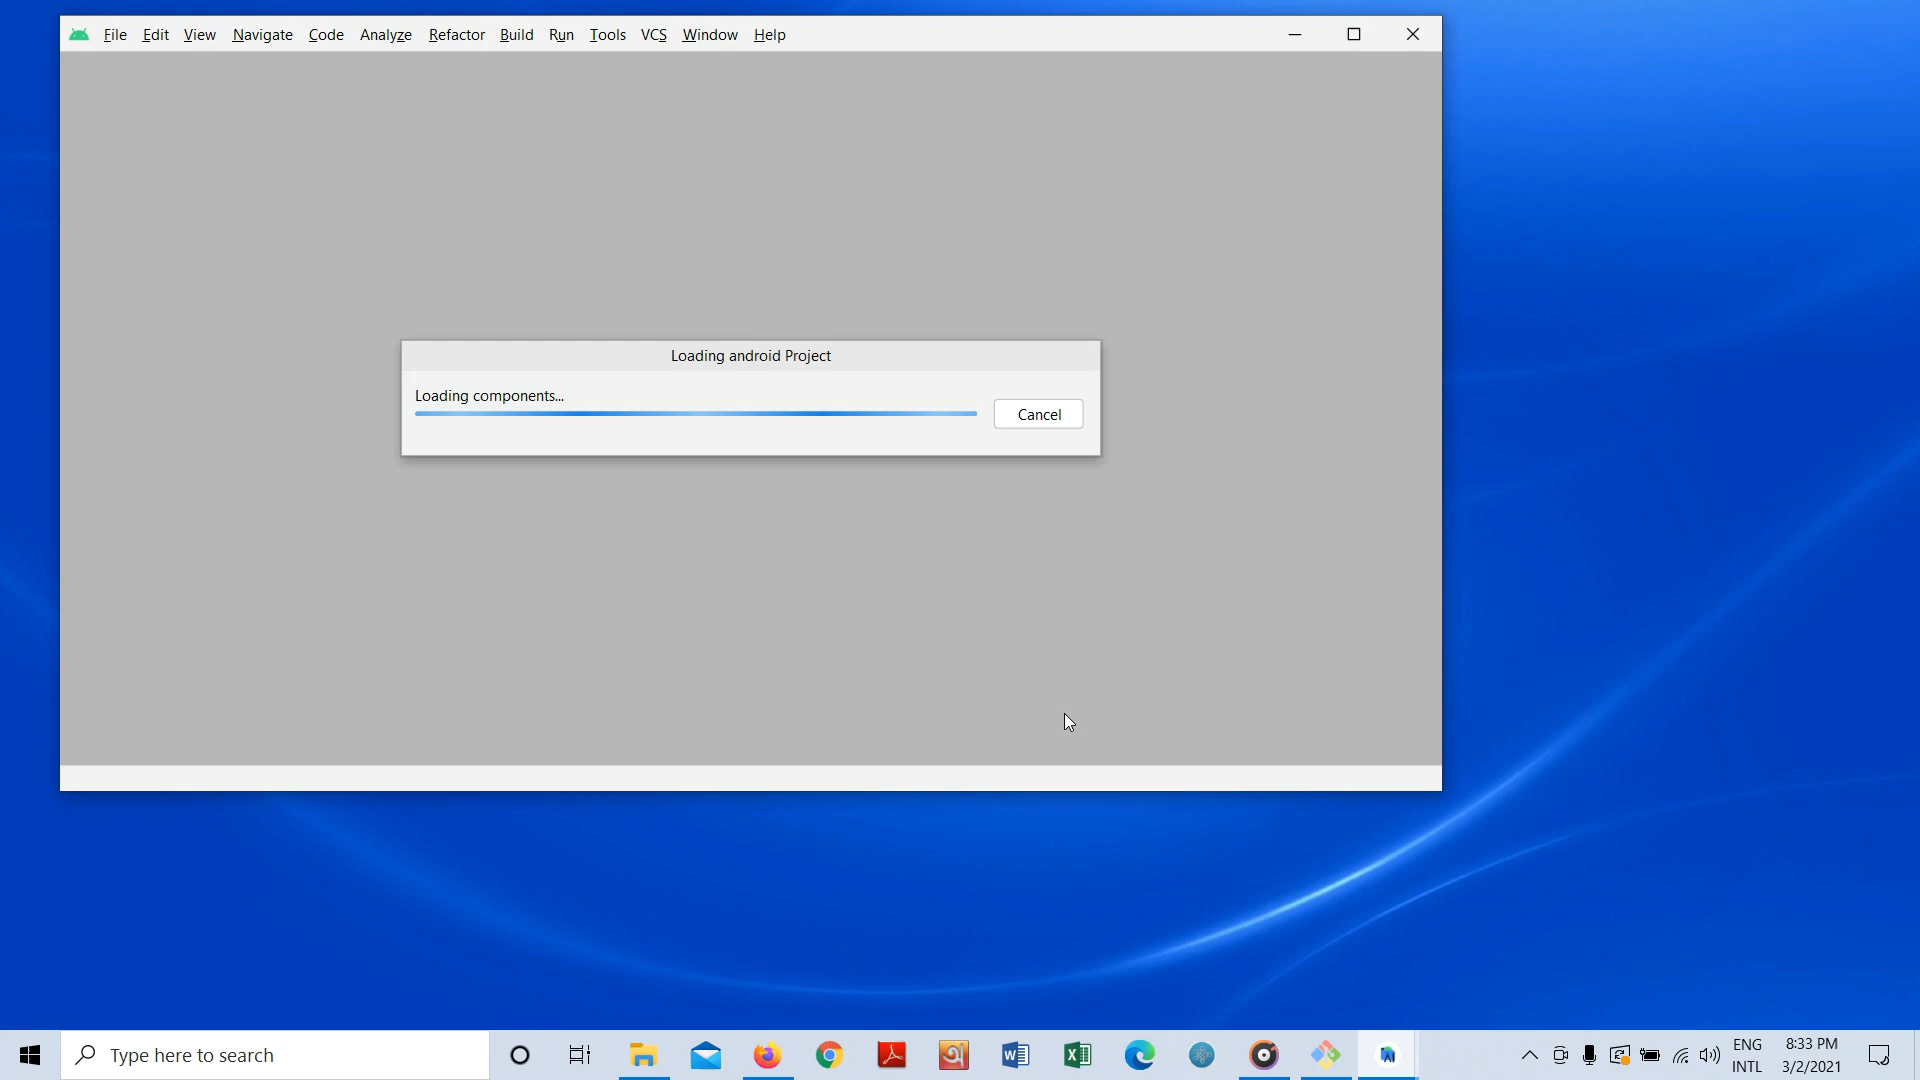 File Edit View Navigate Code Analyze Refactor Build Run Tools VCS Window Help
Loading android Project
Loading components...
Cancel
Type here to search
ENG
INTL
8:33 PM
3/2/2021